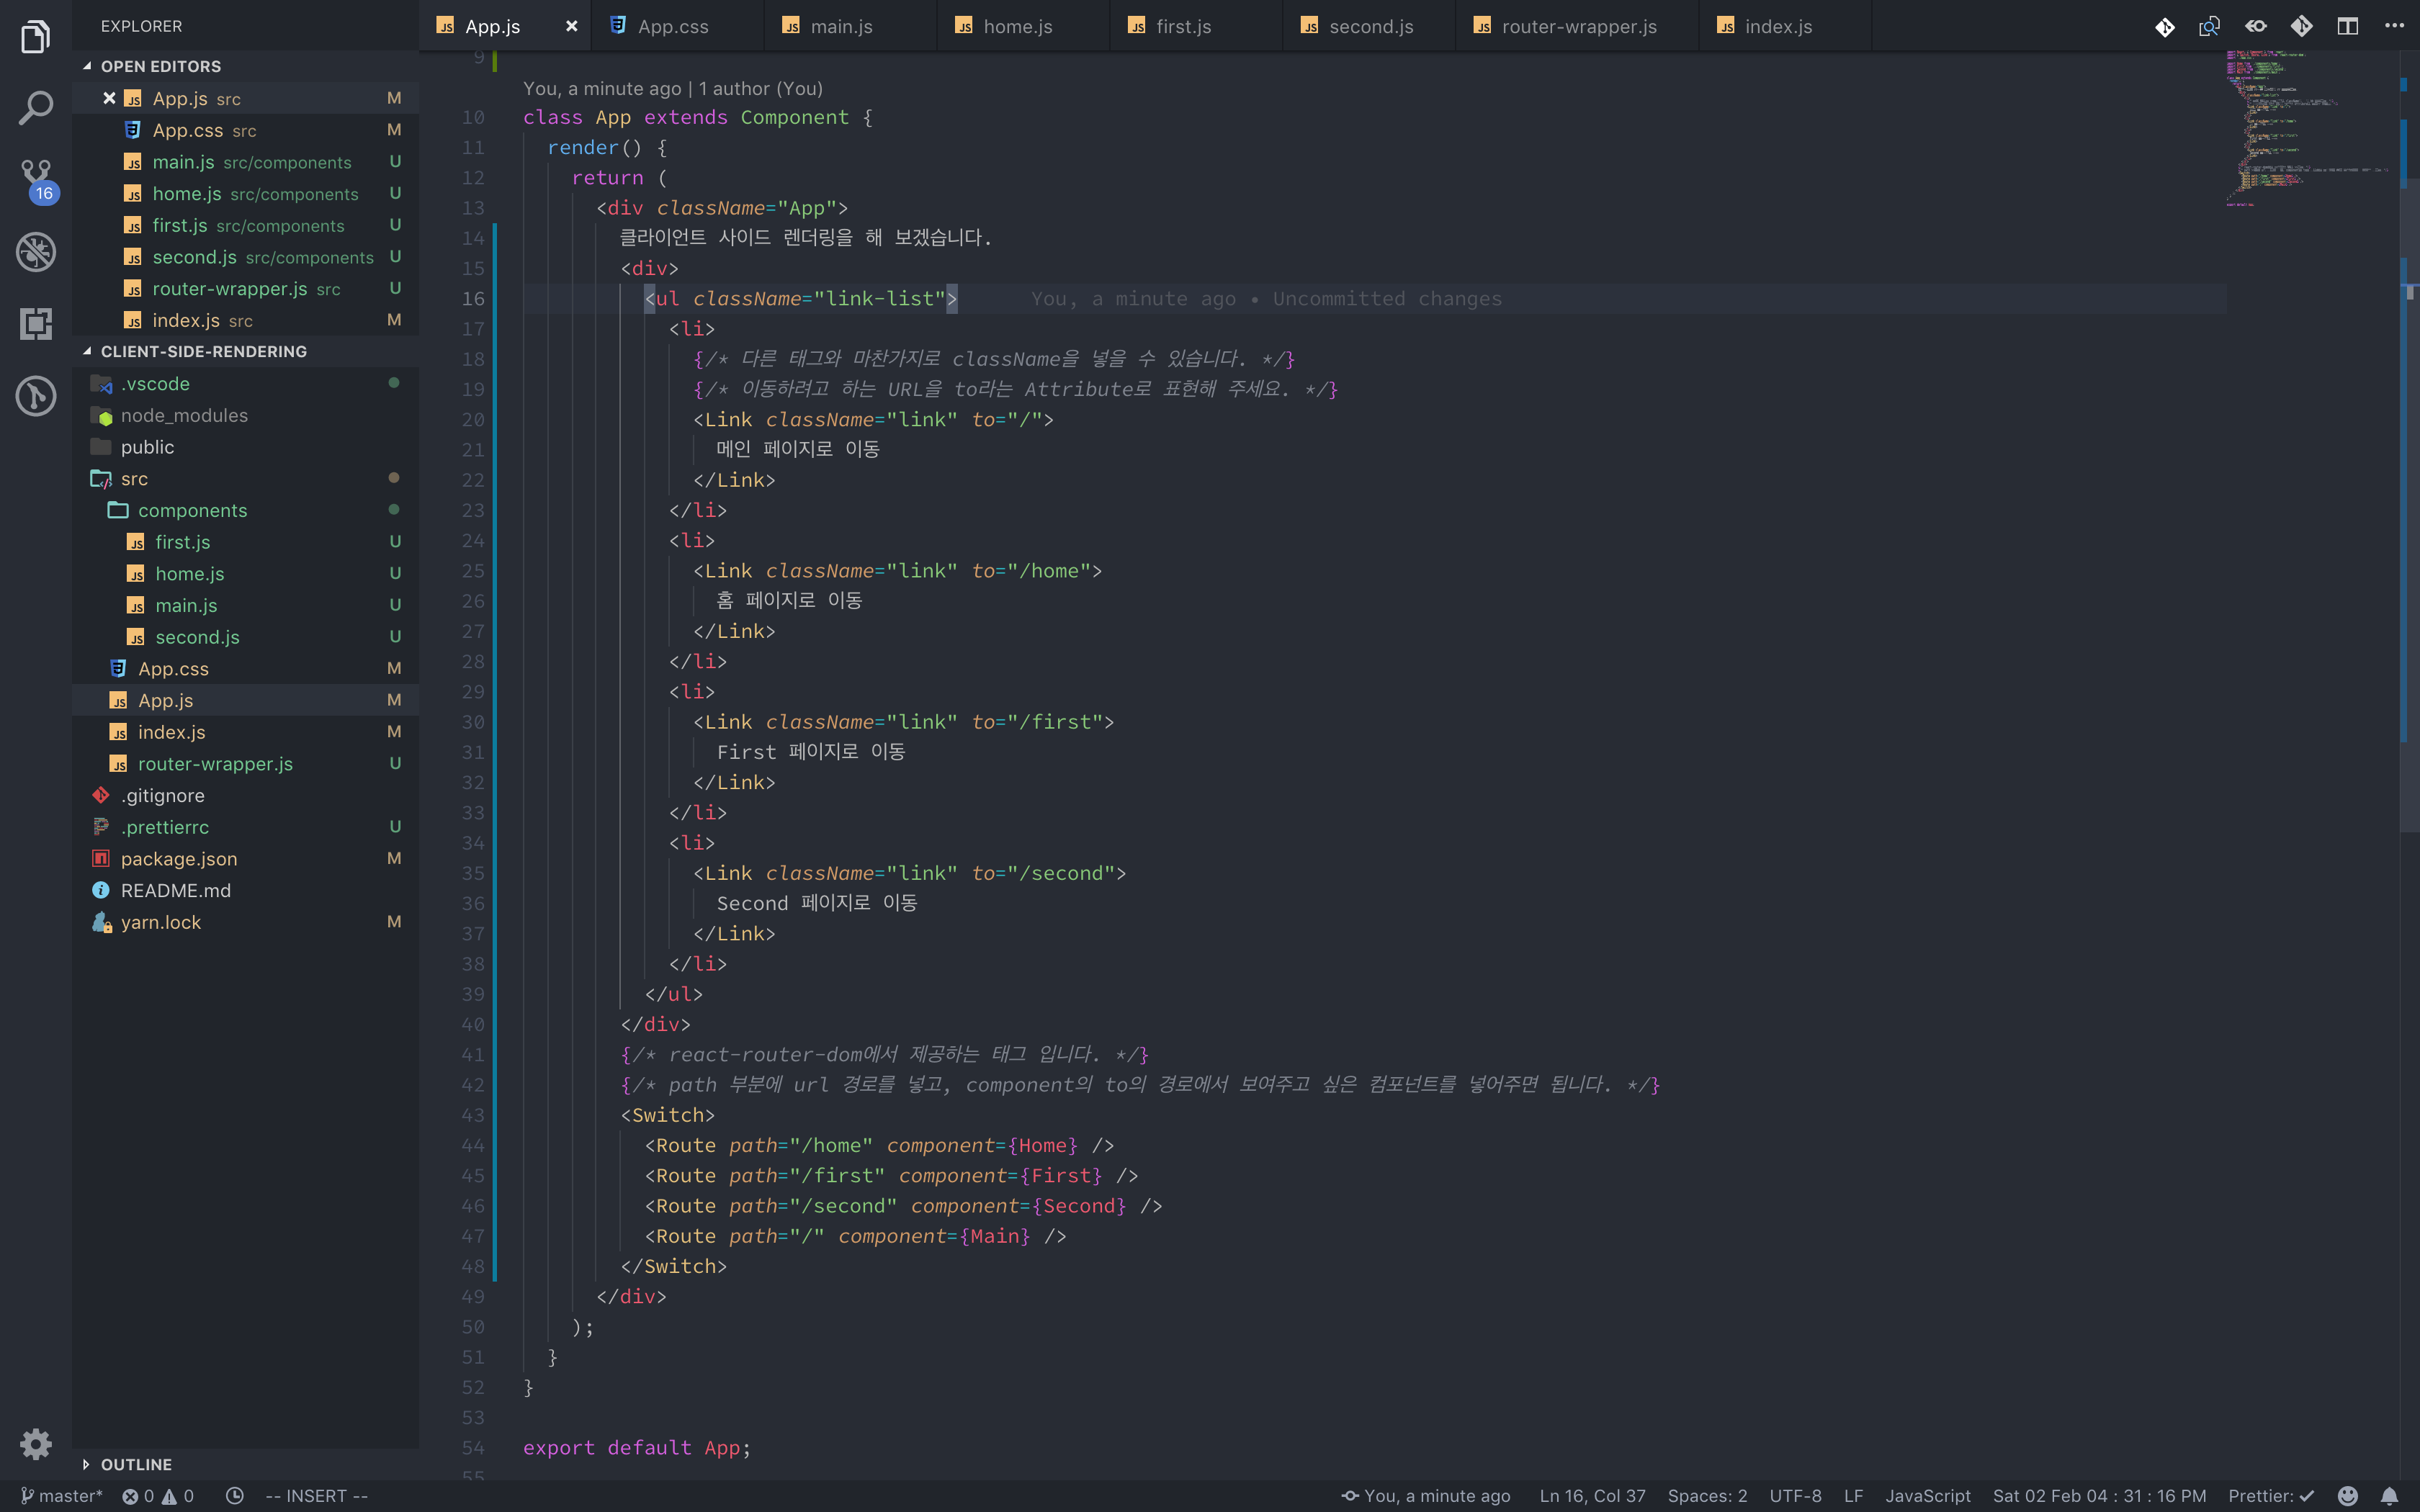 EXPLORER
OPEN EDITORS
App.js src M
App.css src M
main.js src/components U
home.js src/components U
first.js src/components U
second.js src/components U
router-wrapper.js src U
index.js src M
CLIENT-SIDE-RENDERING
.vscode
node_modules
public
src
components
first.js U
home.js U
main.js U
second.js U
App.css M
App.js M
index.js M
router-wrapper.js U
.gitignore
.prettierrc U
package.json M
README.md
yarn.lock M
OUTLINE
16
App.js App.css main.js home.js first.js second.js router-wrapper.js index.js
9
You, a minute ago | 1 author (You)
10 class App extends Component {
11 render() {
12 return (
13 <div className="App">
14 클라이언트 사이드 렌더링을 해 보겠습니다.
15 <div>
16 <ul className="link-list"> You, a minute ago • Uncommitted changes
17 <li>
18 {/* 다른 태그와 마찬가지로 className을 넣을 수 있습니다. */}
19 {/* 이동하려고 하는 URL을 to라는 Attribute로 표현해 주세요. */}
20 <Link className="link" to="/">
21 메인 페이지로 이동
22 </Link>
23 </li>
24 <li>
25 <Link className="link" to="/home">
26 홈 페이지로 이동
27 </Link>
28 </li>
29 <li>
30 <Link className="link" to="/first">
31 First 페이지로 이동
32 </Link>
33 </li>
34 <li>
35 <Link className="link" to="/second">
36 Second 페이지로 이동
37 </Link>
38 </li>
39 </ul>
40 </div>
41 {/* react-router-dom에서 제공하는 태그 입니다. */}
42 {/* path 부분에 url 경로를 넣고, component의 to의 경로에서 보여주고 싶은 컴포넌트를 넣어주면 됩니다. */}
43 <Switch>
44 <Route path="/home" component={Home} />
45 <Route path="/first" component={First} />
46 <Route path="/second" component={Second} />
47 <Route path="/" component={Main} />
48 </Switch>
49 </div>
50 );
51 }
52 }
53
54 export default App;
55
master* 0 0 -- INSERT -- You, a minute ago Ln 16, Col 37 Spaces: 2 UTF-8 LF JavaScript Sat 02 Feb 04 : 31 : 16 PM Prettier: ✓